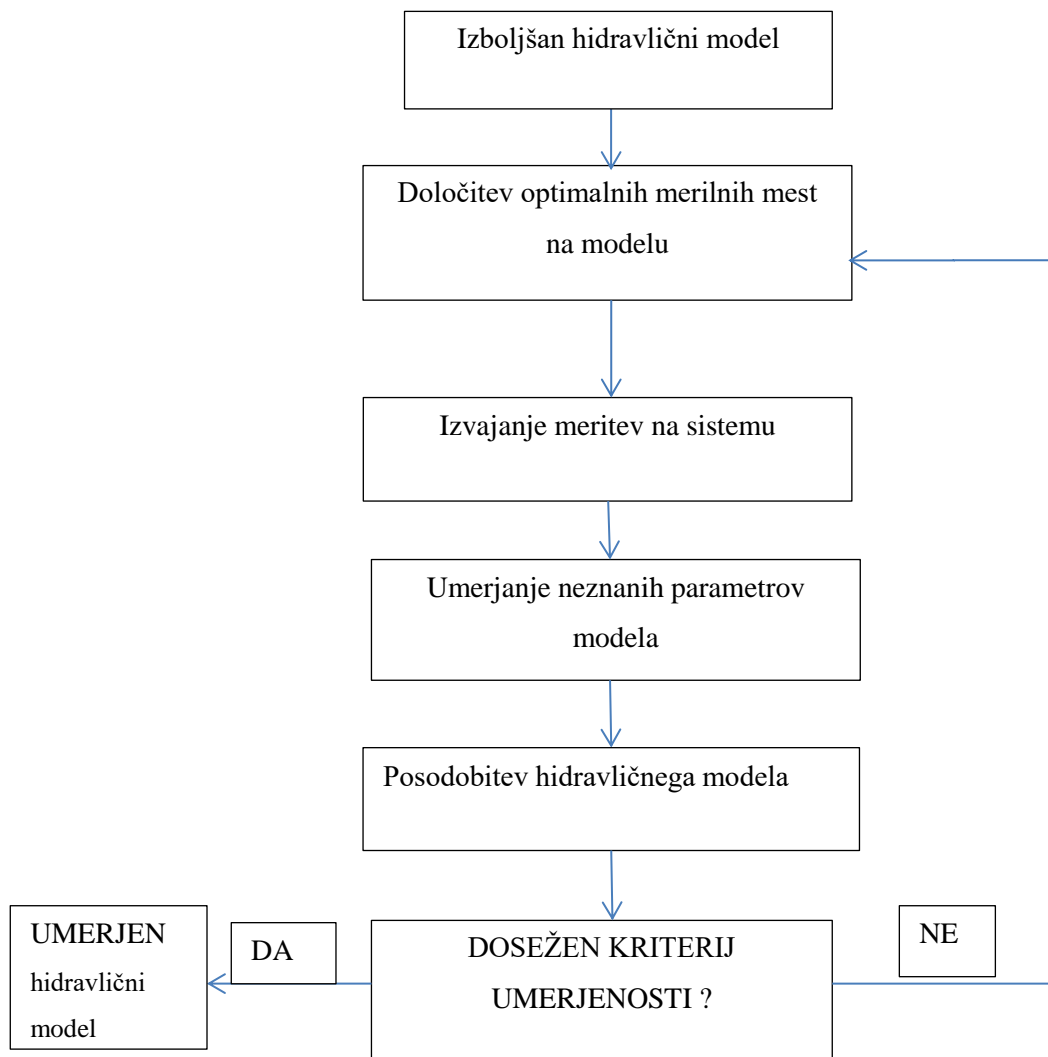 Izboljšan hidravlični model
Določitev optimalnih merilnih mest
na modelu
Izvajanje meritev na sistemu
Umerjanje neznanih parametrov
modela
Posodobitev hidravličnega modela
UMERJEN
hidravlični
model
DA
DOSEŽEN KRITERIJ
UMERJENOSTI ?
NE